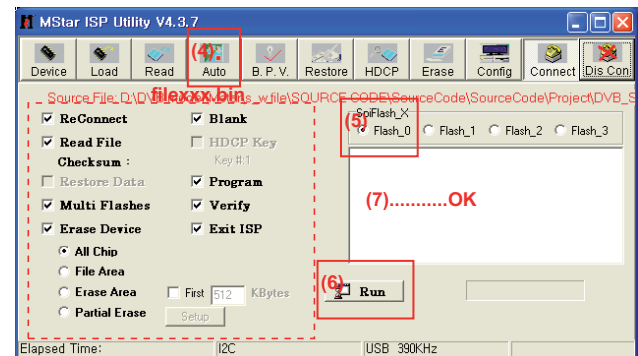 MStar ISP Utility V4.3.7
(4)
Device Load Read Auto B. P. V. Restore HDCP Erase Config Connect Dis Con
filexxx.bin
Source File: D:\DVB
SOURCE CODE\SourceCode\SourceCode\Project\DVB_S
ReConnect
Blank
(5)
SpiFlash_X
Flash_0 Flash_1 Flash_2 Flash_3
Read File
HDCP Key
Checksum :
Key #:1
Restore Data
Program
Multi Flashes
Verify
(7)...........OK
Erase Device
Exit ISP
All Chip
File Area
Erase Area
First 512 KBytes
(6)
Run
Partial Erase
Setup
Elapsed Time:
I2C
USB 390KHz